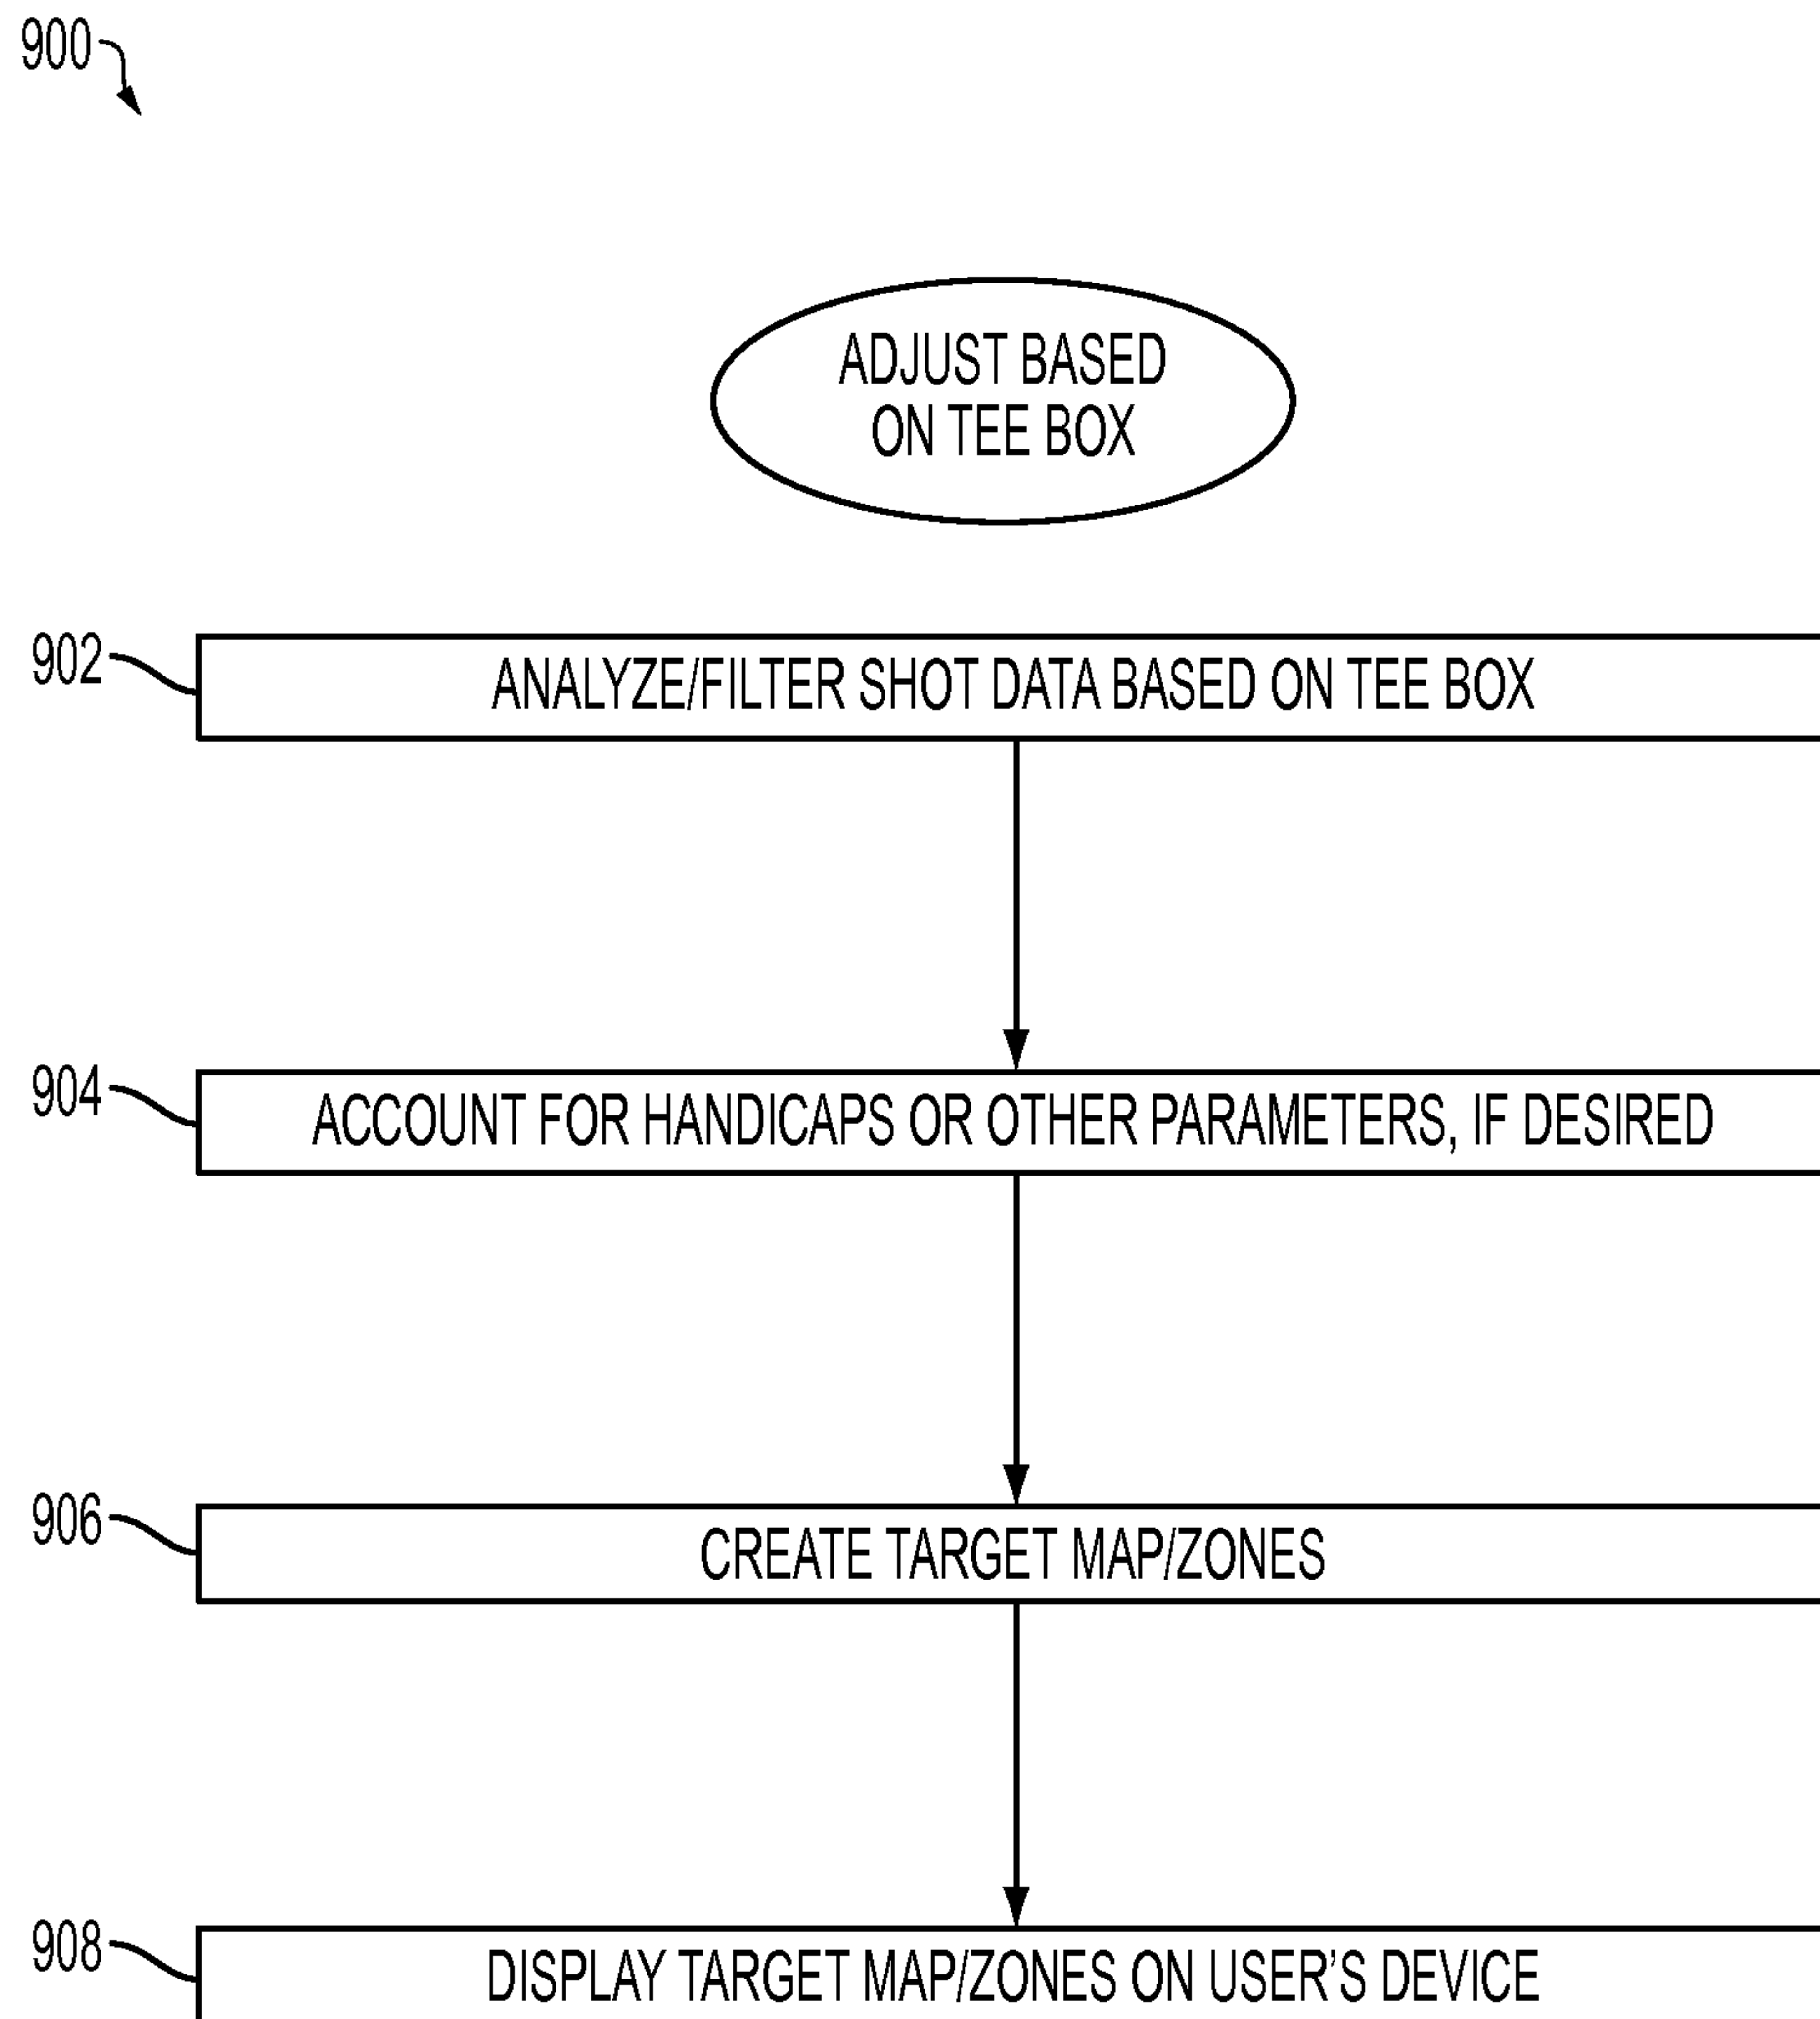 900
ADJUST BASED
ON TEE BOX
902
ANALYZE/FILTER SHOT DATA BASED ON TEE BOX
904
ACCOUNT FOR HANDICAPS OR OTHER PARAMETERS, IF DESIRED
906
CREATE TARGET MAP/ZONES
908
DISPLAY TARGET MAP/ZONES ON USER'S DEVICE